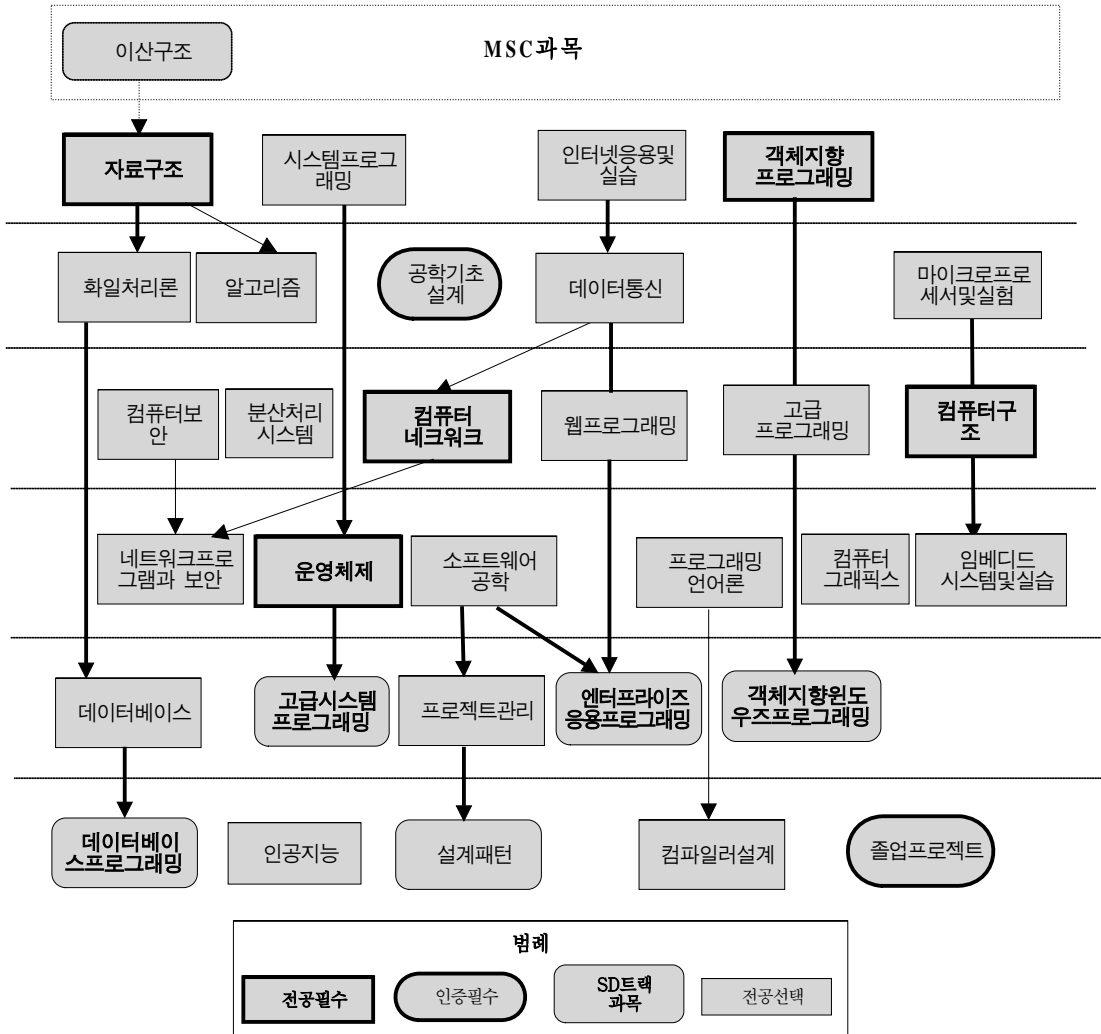 이산구조
MSC과목
자료구조
시스템프로그
래밍
인터넷응용및
실습
객체지향
프로그래밍
화일처리론
알고리즘
공학기초
설계
데이터통신
마이크로프로
세서및실험
컴퓨터보
안
분산처리
시스템
컴퓨터
네크워크
웹프로그래밍
고급
프로그래밍
컴퓨터구
조
네트워크프로
그램과 보안
운영체제
소프트웨어
공학
프로그래밍
언어론
컴퓨터
그래픽스
임베디드
시스템및실습
데이터베이스
고급시스템
프로그래밍
프로젝트관리
엔터프라이즈
응용프로그래밍
객체지향윈도
우즈프로그래밍
데이터베이
스프로그래밍
인공지능
설계패턴
컴파일러설계
졸업프로젝트
범례
전공필수
인증필수
SD트랙
과목
전공선택